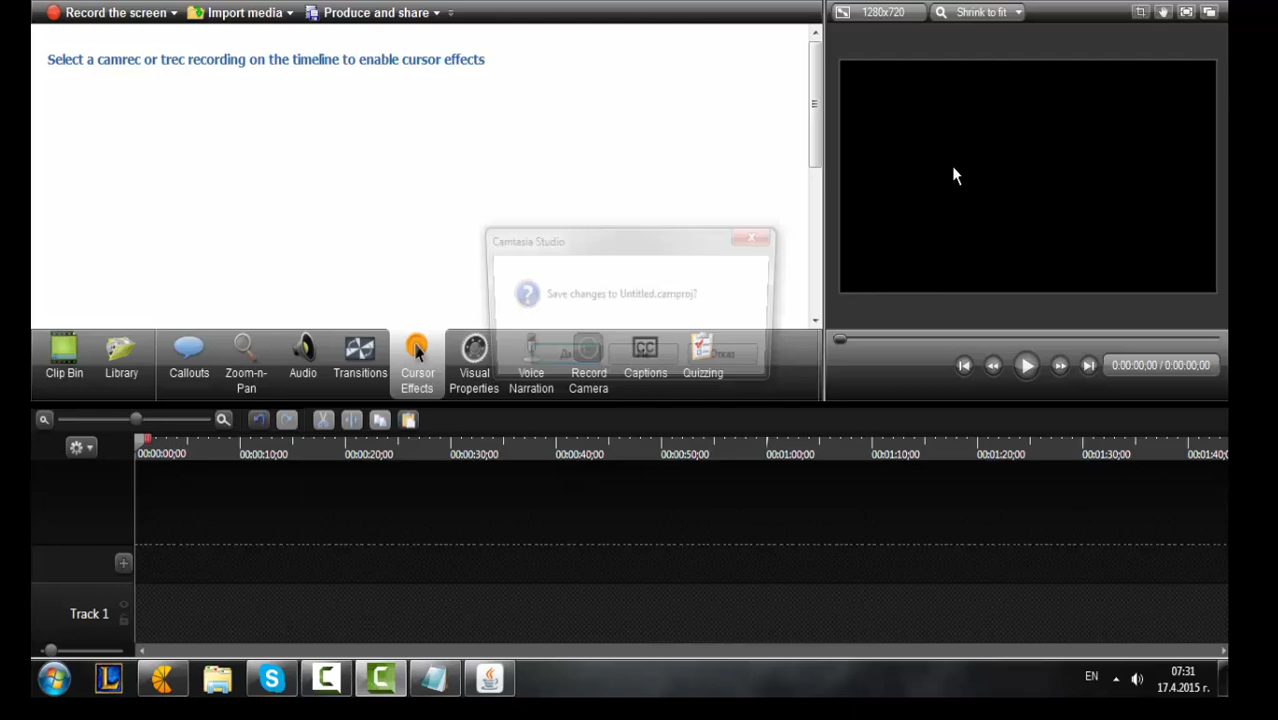 Record the screen
Import media
Produce and share
1280x720
Shrink to fit
Select a camrec or trec recording on the timeline to enable cursor effects
Camtasia Studio
Save changes to Untitled.camproj?
Да
Отказ
Clip Bin
Library
Callouts
Zoom-n-
Pan
Audio
Transitions
Cursor
Effects
Visual
Properties
Voice
Narration
Record
Camera
CC
Captions
Quizzing
0:00:00,00 / 0:00:00,00
00:00:00;00
00:00:10;00
00:00:20;00
00:00:30;00
00:00:40;00
00:00:50;00
00:01:00;00
00:01:10;00
00:01:20;00
00:01:30;00
00:01:40;0
Track 1
L
S
C
C
EN
07:31
17.4.2015 г.